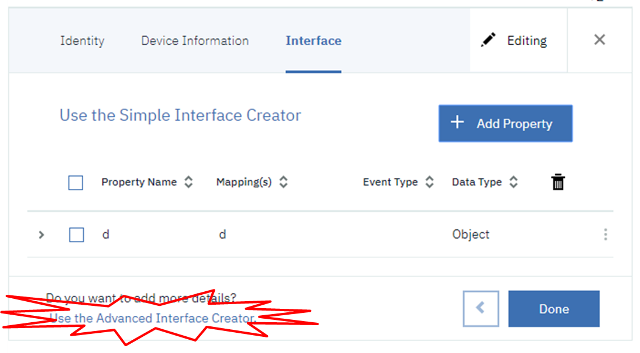 Identity Device Information Interface Editing
Use the Simple Interface Creator
Add Property
Property Name Mapping(s) Event Type Data Type
d d Object
Do you want to add more details?
Use the Advanced Interface Creator.
Done